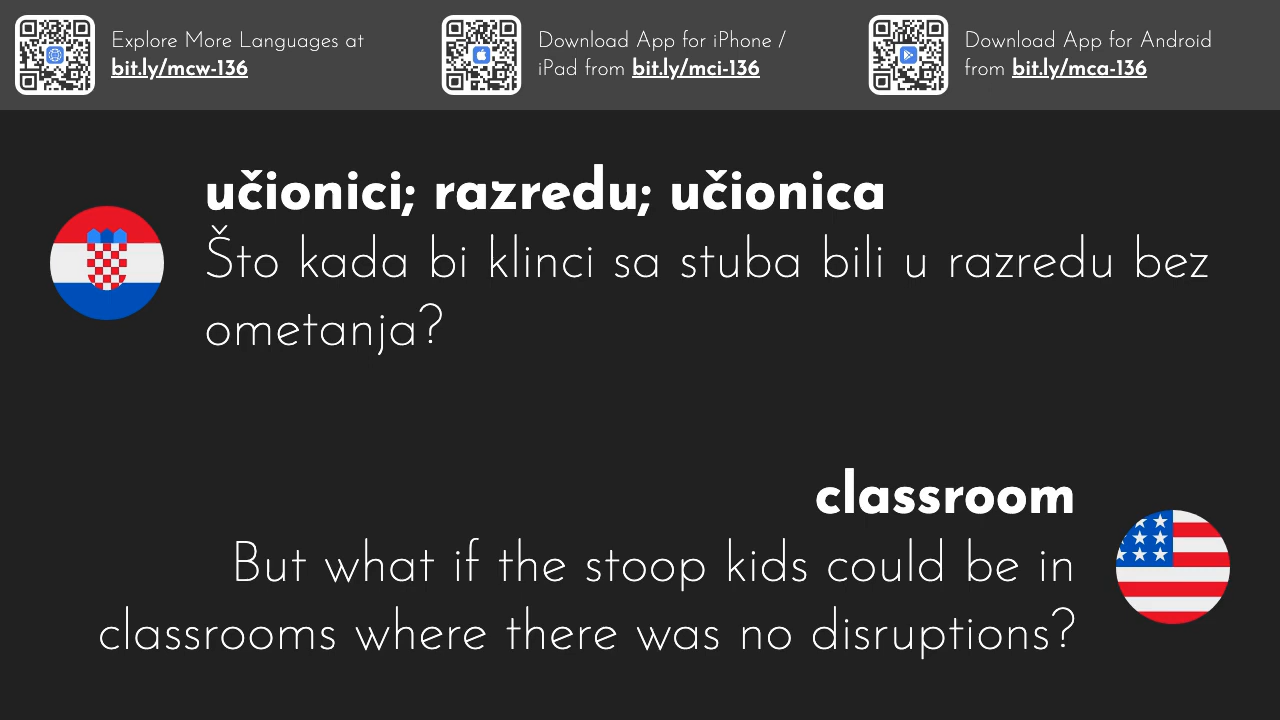 Explore More Languages at
bit.ly/mcw-136
Download App for iPhone /
iPad from bit.ly/mci-136
Download App for Android
from bit.ly/mca-136
učionici; razredu; učionica
Što kada bi klinci sa stuba bili u razredu bez
ometanja?
classroom
But what if the stoop kids could be in
classrooms where there was no disruptions?